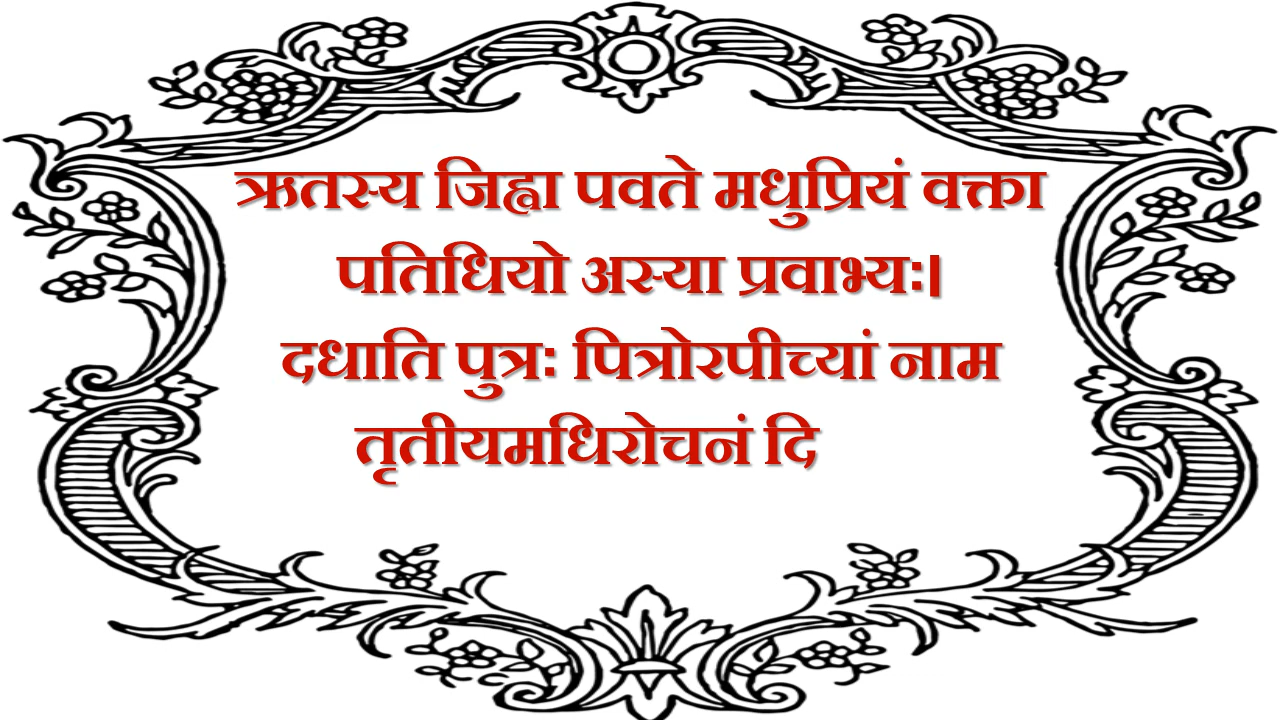 ऋतस्य जिह्वा पवते मधुप्रियं वक्ता
पतिधियो अस्या प्रवाभ्यः।
दधाति पुत्रः पित्रोरपीच्यां नाम
तृतीयमधिरोचनं दि